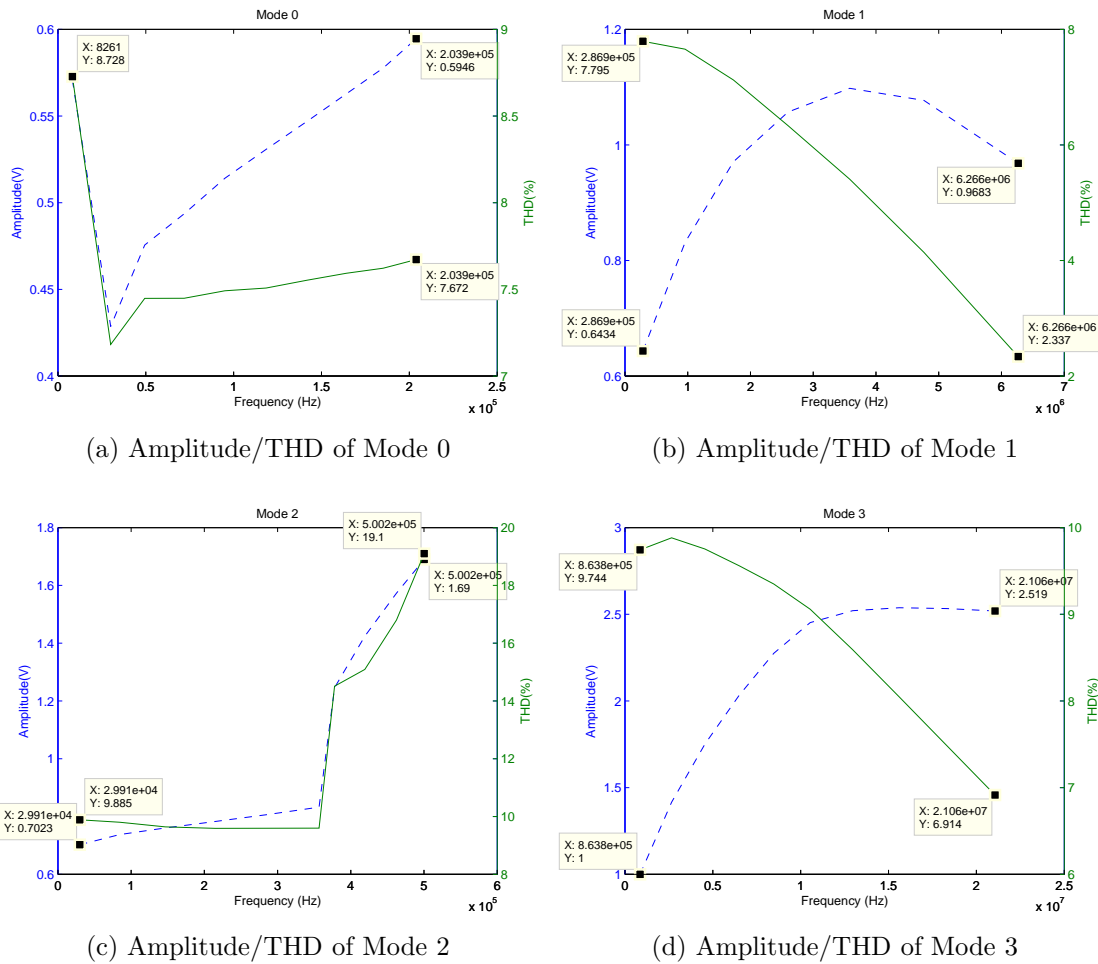 Mode 0
0.6
0.55
0.5
0.45
0.4
Amplitude(V)
9
8.5
8
7.5
7
THD(%)
X: 8261
Y: 8.728
X: 2.039e+05
Y: 0.5946
X: 2.039e+05
Y: 7.672
0 0.5 1 1.5 2 2.5
Frequency (Hz)
x 10^5
(a) Amplitude/THD of Mode 0
Mode 1
1.2
1
0.8
0.6
Amplitude(V)
8
6
4
2
THD(%)
X: 2.869e+05
Y: 7.795
X: 6.266e+06
Y: 0.9683
X: 2.869e+05
Y: 0.6434
X: 6.266e+06
Y: 2.337
0 1 2 3 4 5 6 7
Frequency (Hz)
x 10^6
(b) Amplitude/THD of Mode 1
Mode 2
1.8
1.6
1.4
1.2
1
0.8
0.6
Amplitude(V)
20
18
16
14
12
10
8
THD(%)
X: 5.002e+05
Y: 19.1
X: 5.002e+05
Y: 1.69
X: 2.991e+04
Y: 9.885
X: 2.991e+04
Y: 0.7023
0 1 2 3 4 5 6
Frequency (Hz)
x 10^5
(c) Amplitude/THD of Mode 2
Mode 3
3
2.5
2
1.5
1
Amplitude(V)
10
9
8
7
6
THD(%)
X: 8.638e+05
Y: 9.744
X: 2.106e+07
Y: 2.519
X: 2.106e+07
Y: 6.914
X: 8.638e+05
Y: 1
0 0.5 1 1.5 2 2.5
Frequency (Hz)
x 10^7
(d) Amplitude/THD of Mode 3